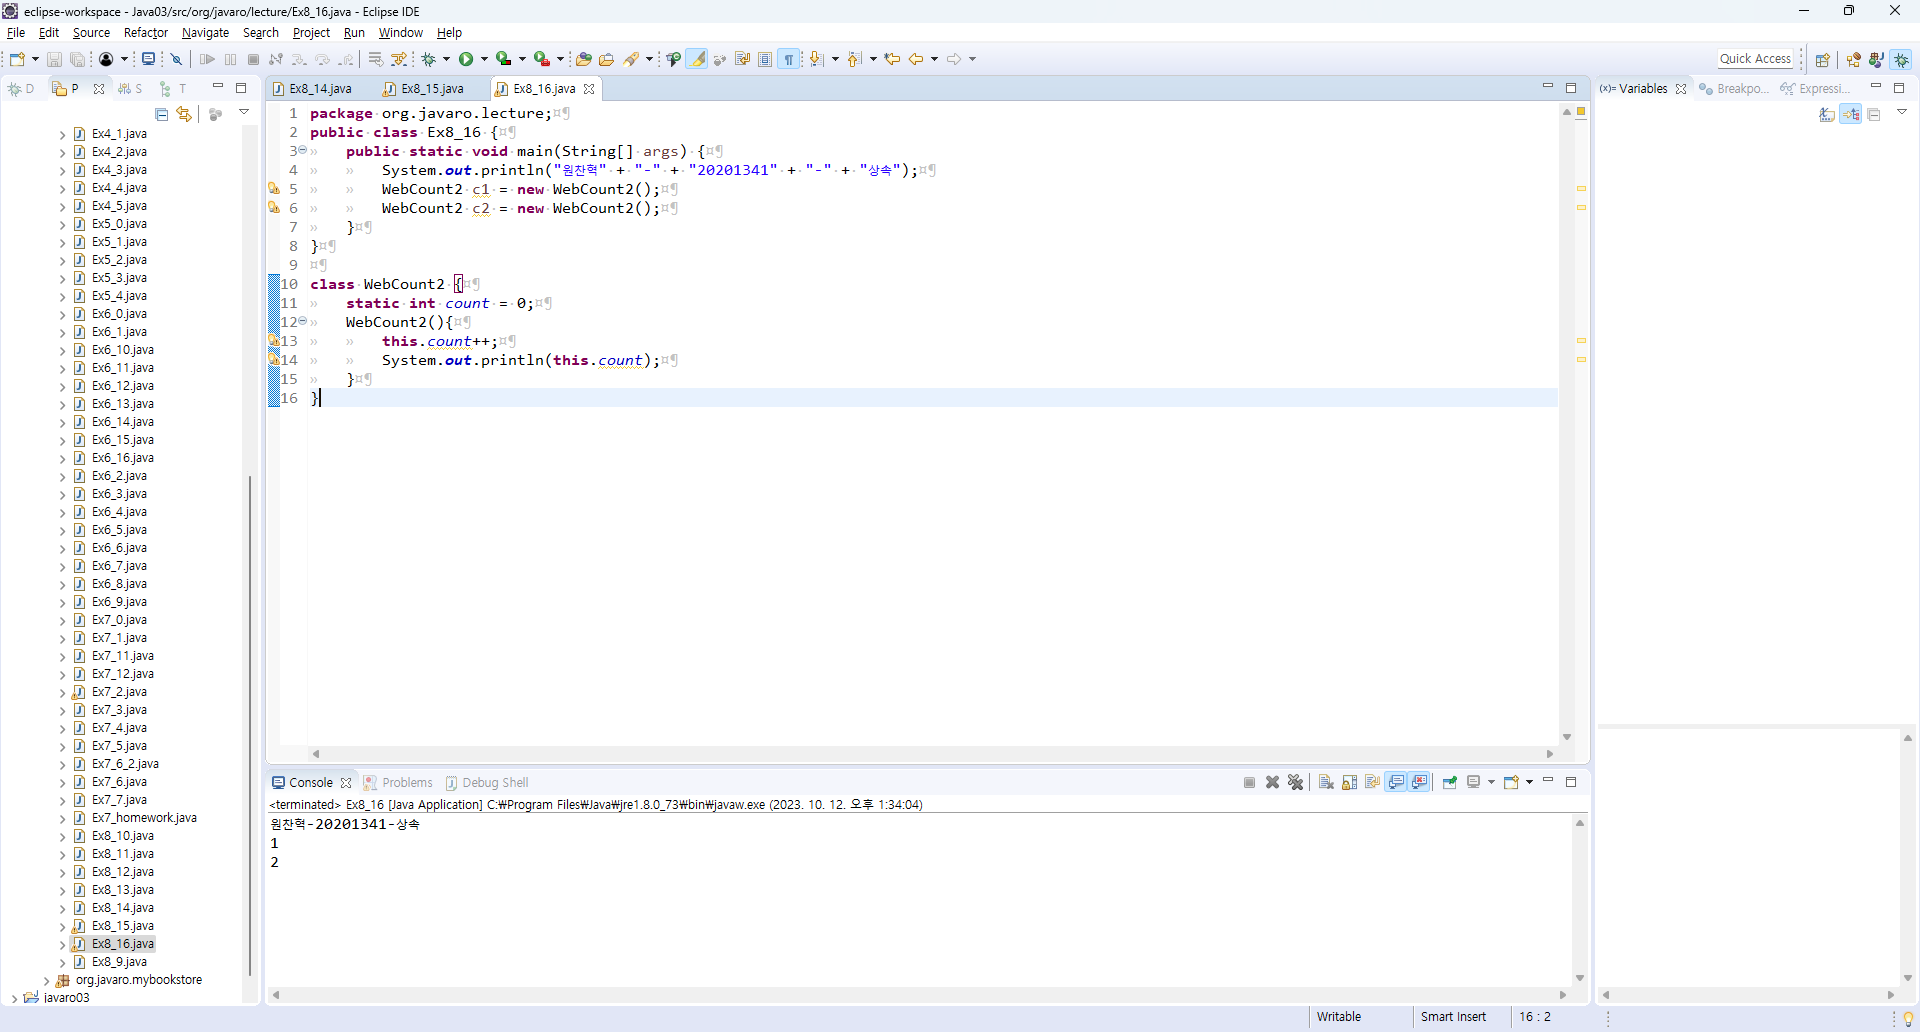 eclipse-workspace - Java03/src/org/javaro/lecture/Ex8_16.java - Eclipse IDE
File Edit Source Refactor Navigate Search Project Run Window Help
Quick Access
D P S T
Ex8_14.java Ex8_15.java Ex8_16.java
(x)= Variables Breakpo... Expressi...
Ex4_1.java
Ex4_2.java
Ex4_3.java
Ex4_4.java
Ex4_5.java
Ex5_0.java
Ex5_1.java
Ex5_2.java
Ex5_3.java
Ex5_4.java
Ex6_0.java
Ex6_1.java
Ex6_10.java
Ex6_11.java
Ex6_12.java
Ex6_13.java
Ex6_14.java
Ex6_15.java
Ex6_16.java
Ex6_2.java
Ex6_3.java
Ex6_4.java
Ex6_5.java
Ex6_6.java
Ex6_7.java
Ex6_8.java
Ex6_9.java
Ex7_0.java
Ex7_1.java
Ex7_11.java
Ex7_12.java
Ex7_2.java
Ex7_3.java
Ex7_4.java
Ex7_5.java
Ex7_6_2.java
Ex7_6.java
Ex7_7.java
Ex7_homework.java
Ex8_10.java
Ex8_11.java
Ex8_12.java
Ex8_13.java
Ex8_14.java
Ex8_15.java
Ex8_16.java
Ex8_9.java
org.javaro.mybookstore
javaro03
1 package·org.javaro.lecture;¤¶
2 public·class·Ex8_16·{¤¶
3 » public·static·void·main(String[]·args)·{¤¶
4 » » System.out.println("원찬혁"·+·"-"·+·"20201341"·+·"-"·+·"상속");¤¶
5 » » WebCount2·c1·=·new·WebCount2();¤¶
6 » » WebCount2·c2·=·new·WebCount2();¤¶
7 » }¤¶
8 }¤¶
9 ¤¶
10 class·WebCount2·{¤¶
11 » static·int·count·=·0;¤¶
12 » WebCount2(){¤¶
13 » » this.count++;¤¶
14 » » System.out.println(this.count);¤¶
15 » }¤¶
16 }
Console Problems Debug Shell
<terminated> Ex8_16 [Java Application] C:₩Program Files₩Java₩jre1.8.0_73₩bin₩javaw.exe (2023. 10. 12. 오후 1:34:04)
원찬혁-20201341-상속
1
2
Writable Smart Insert 16 : 2